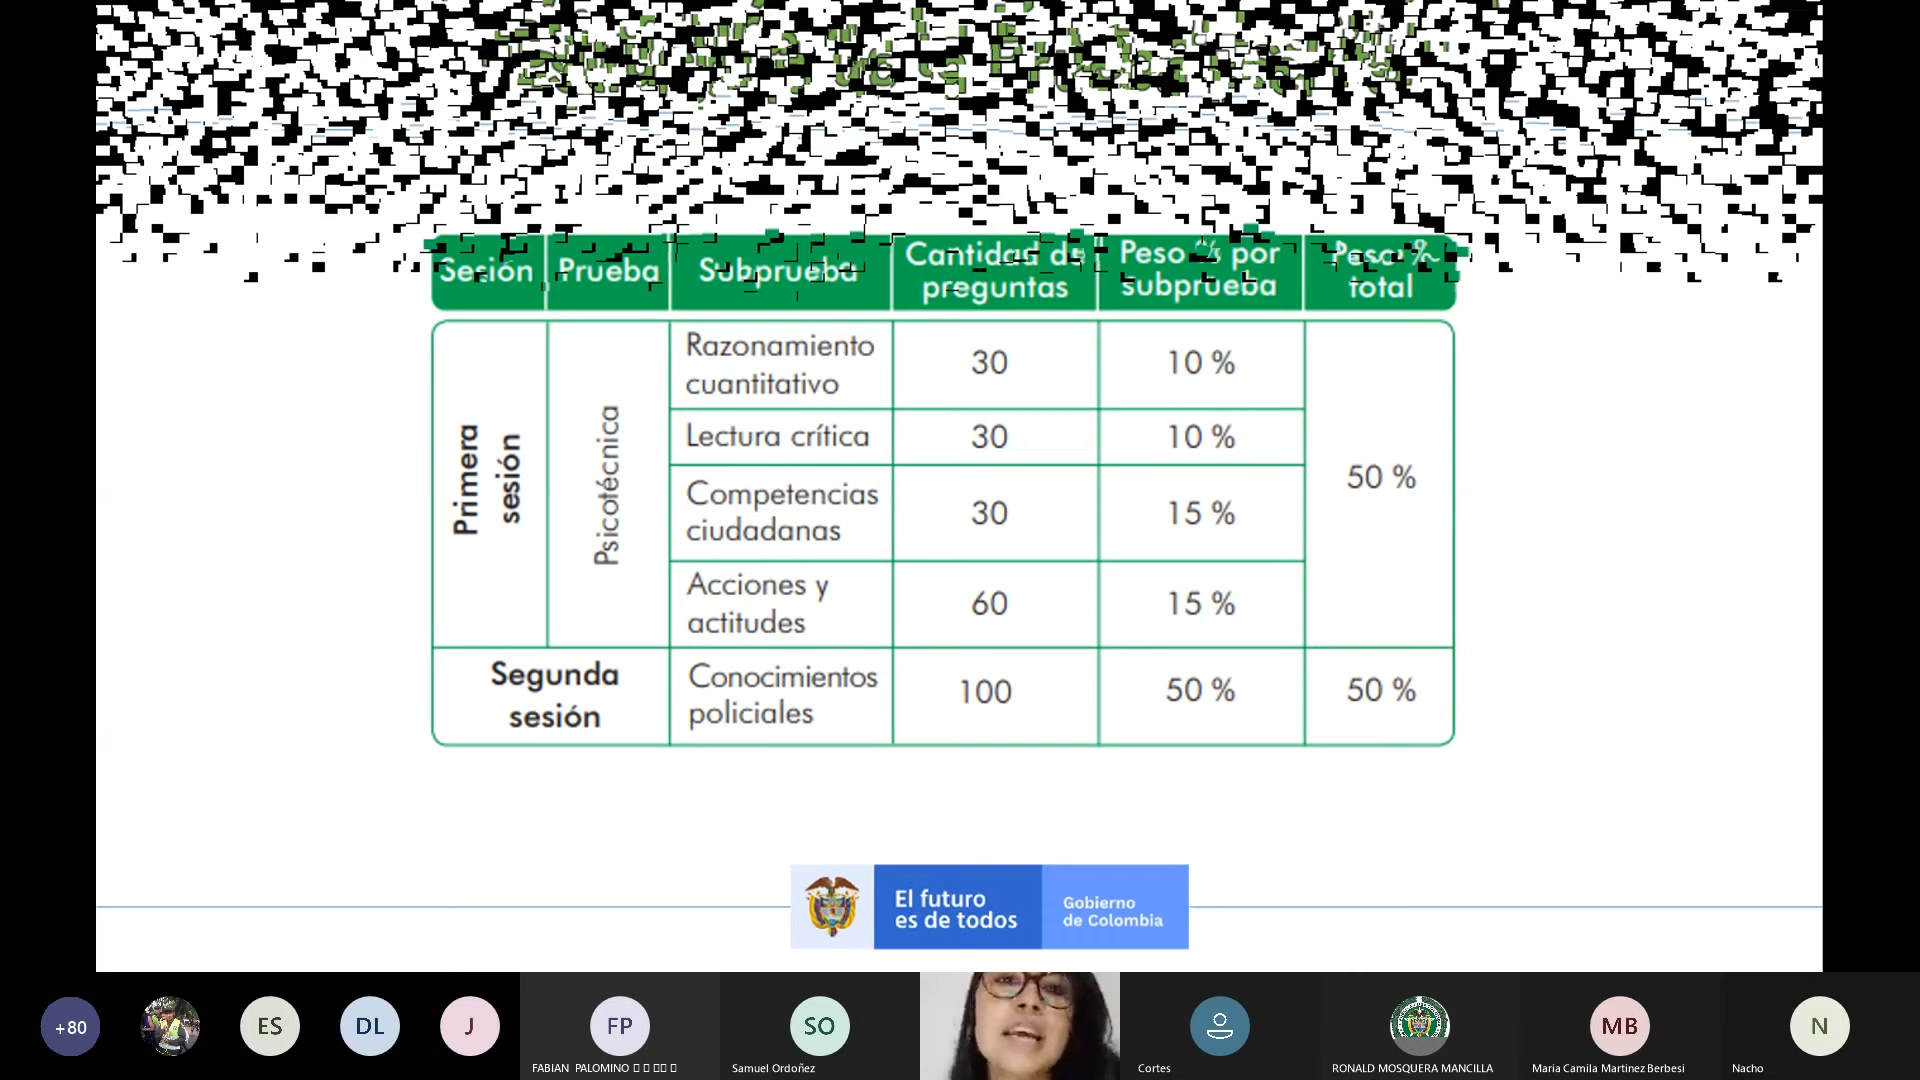 Sesión
Prueba
Subprueba
Cantidad de
preguntas
Peso % por
subprueba
Peso %
total
Primera
sesión
Psicotécnica
Razonamiento
cuantitativo
30
10 %
Lectura crítica
30
10 %
Competencias
ciudadanas
30
15 %
Acciones y
actitudes
60
15 %
50 %
Segunda
sesión
Conocimientos
policiales
100
50 %
50 %
El futuro
es de todos
Gobierno
de Colombia
+80
ES
DL
J
FP
SO
MB
N
FABIAN PALOMINO
Samuel Ordoñez
Cortes
RONALD MOSQUERA MANCILLA
Maria Camila Martinez Berbesi
Nacho